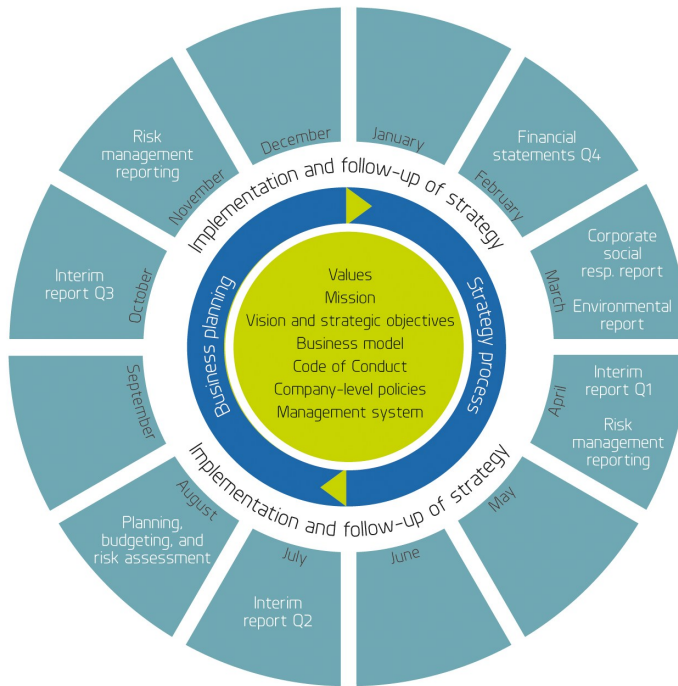 December
January
Financial
statements Q4
February
Corporate
social
resp. report
Environmental
report
March
Interim
report Q1
Risk
management
reporting
April
May
June
Interim
report Q2
July
Planning,
budgeting, and
risk assessment
August
September
Interim
report Q3
October
Risk
management
reporting
November
Implementation and follow-up of strategy
Business planning
Strategy process
Values
Mission
Vision and strategic objectives
Business model
Code of Conduct
Company-level policies
Management system
Implementation and follow-up of strategy